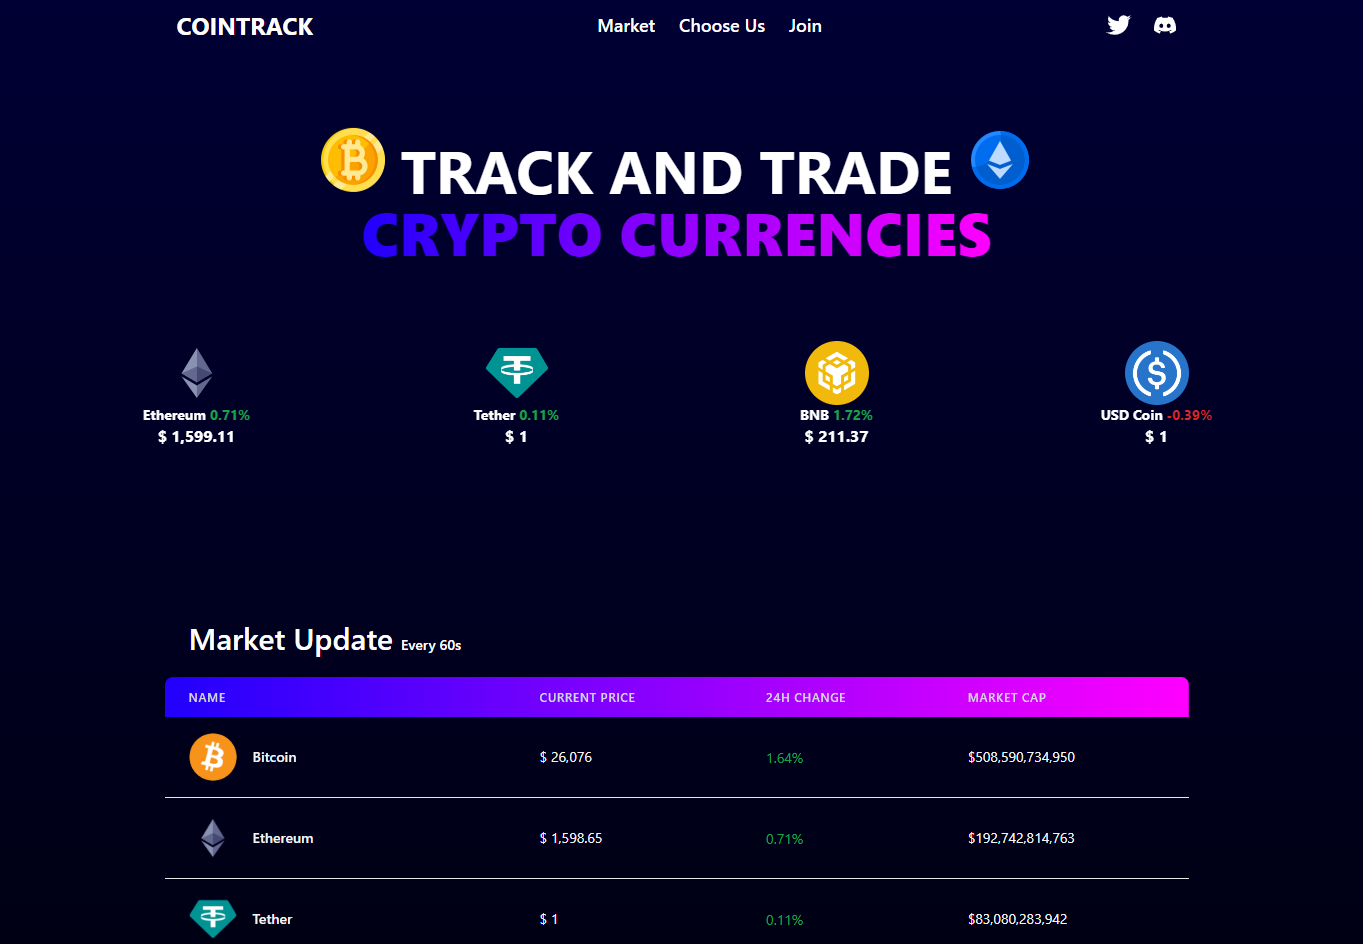 COINTRACK Market Choose Us Join
TRACK AND TRADE
CRYPTO CURRENCIES
Ethereum 0.71% Tether 0.11% BNB 1.72% USD Coin -0.39%
$ 1,599.11 $ 1 $ 211.37 $ 1
Market Update Every 60s
NAME CURRENT PRICE 24H CHANGE MARKET CAP
Bitcoin $ 26,076 1.64% $508,590,734,950
Ethereum $ 1,598.65 0.71% $192,742,814,763
Tether $ 1 0.11% $83,080,283,942